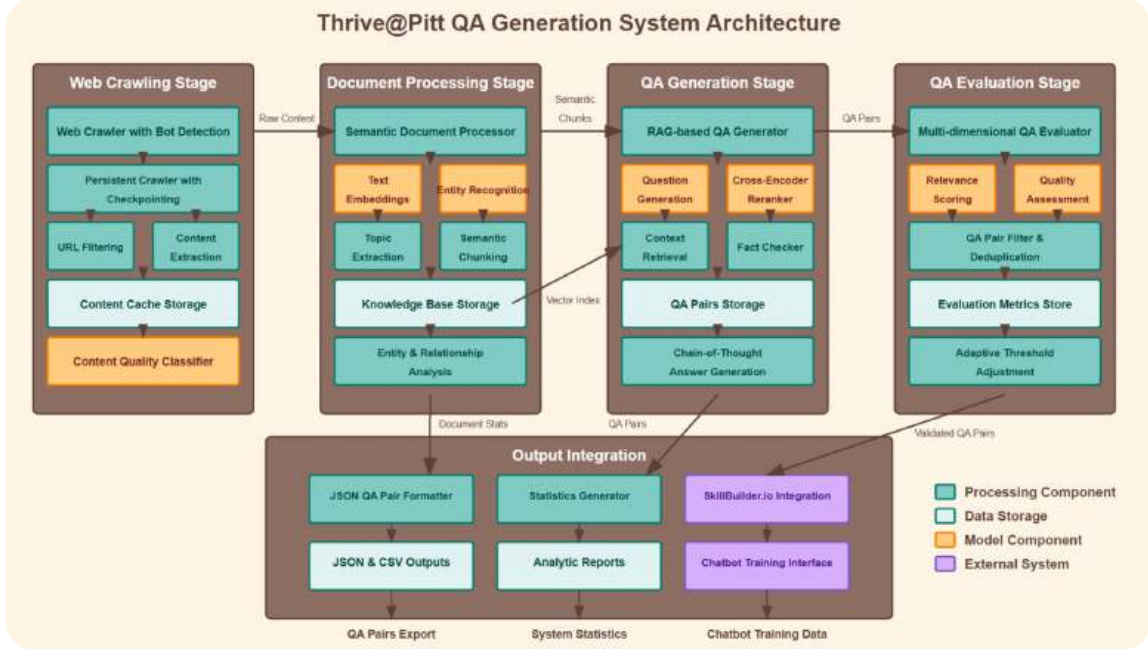 Thrive@Pitt QA Generation System Architecture
Web Crawling Stage
Web Crawler with Bot Detection
Persistent Crawler with
Checkpointing
URL Filtering
Content
Extraction
Content Cache Storage
Content Quality Classifier
Raw Content
Document Processing Stage
Semantic Document Processor
Text
Embeddings
Entity Recognition
Topic
Extraction
Semantic
Chunking
Knowledge Base Storage
Entity & Relationship
Analysis
Semantic
Chunks
Vector Index
QA Generation Stage
RAG-based QA Generator
Question
Generation
Cross-Encoder
Reranker
Context
Retrieval
Fact Checker
QA Pairs Storage
Chain-of-Thought
Answer Generation
QA Pairs
QA Evaluation Stage
Multi-dimensional QA Evaluator
Relevance
Scoring
Quality
Assessment
QA Pair Filter &
Deduplication
Evaluation Metrics Store
Adaptive Threshold
Adjustment
Document Stats
QA Pairs
Validated QA Pairs
Output Integration
JSON QA Pair Formatter
Statistics Generator
SkillBuilder.io Integration
JSON & CSV Outputs
Analytic Reports
Chatbot Training Interface
QA Pairs Export
System Statistics
Chatbot Training Data
Processing Component
Data Storage
Model Component
External System